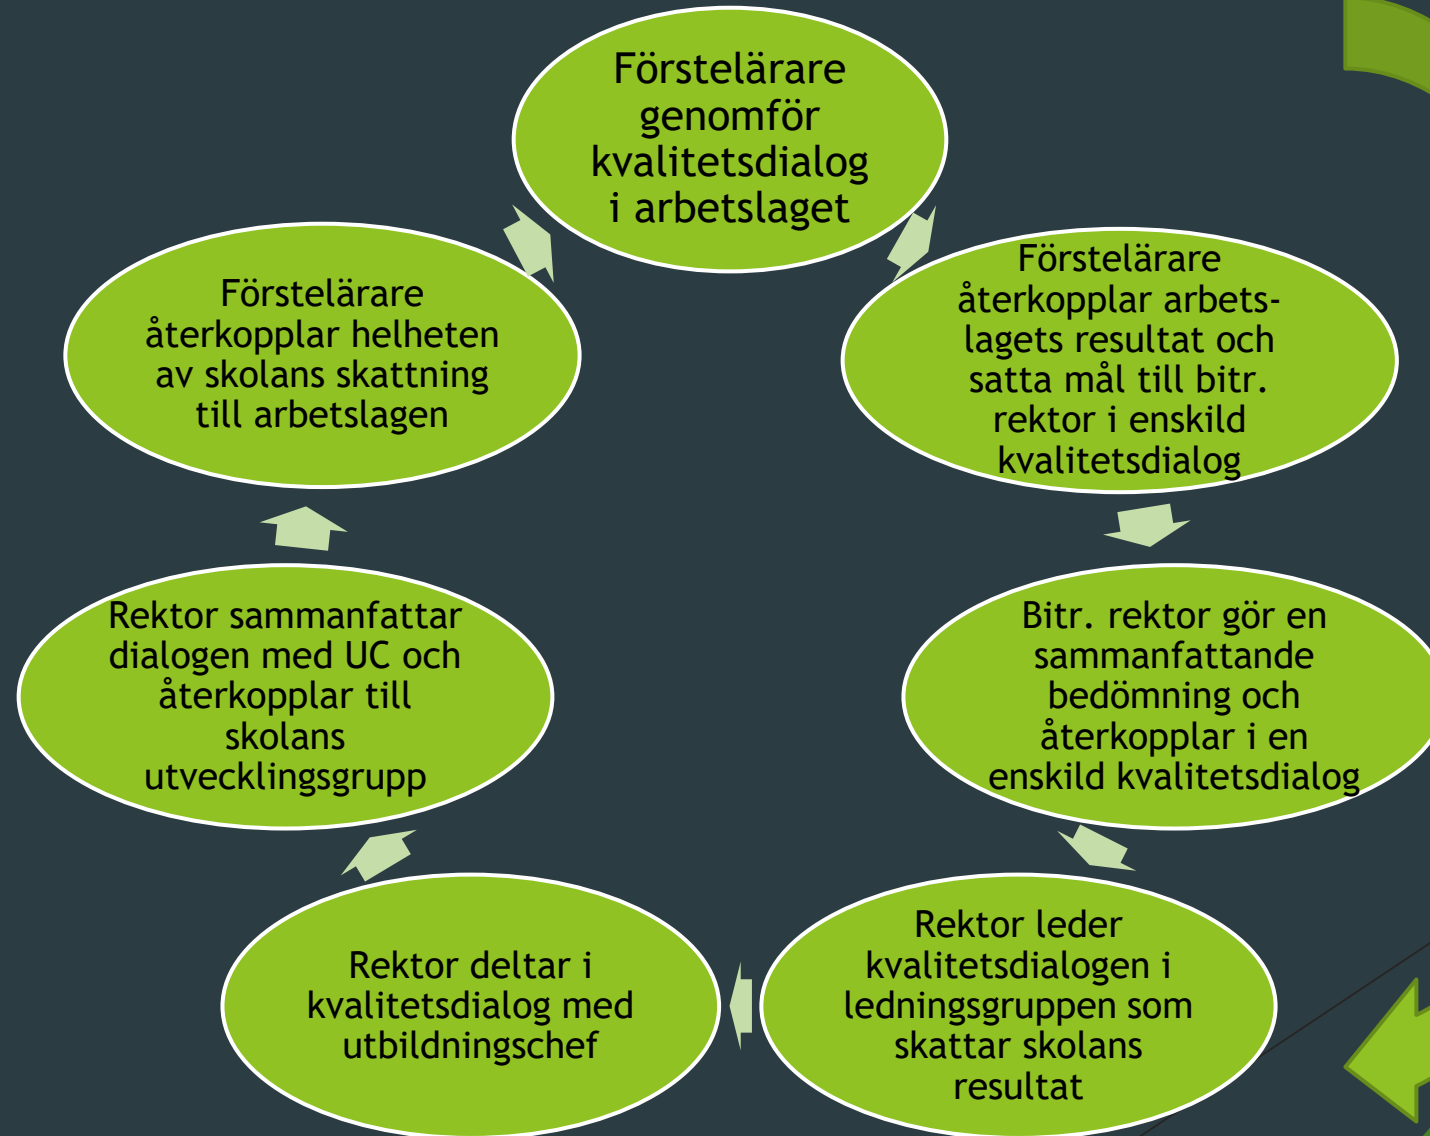 Förstelärare
genomför
kvalitetsdialog
i arbetslaget
Förstelärare
återkopplar arbets-
lagets resultat och
satta mål till bitr.
rektor i enskild
kvalitetsdialog
Bitr. rektor gör en
sammanfattande
bedömning och
återkopplar i en
enskild kvalitetsdialog
Rektor leder
kvalitetsdialogen i
ledningsgruppen som
skattar skolans
resultat
Rektor deltar i
kvalitetsdialog med
utbildningschef
Rektor sammanfattar
dialogen med UC och
återkopplar till
skolans
utvecklingsgrupp
Förstelärare
återkopplar helheten
av skolans skattning
till arbetslagen